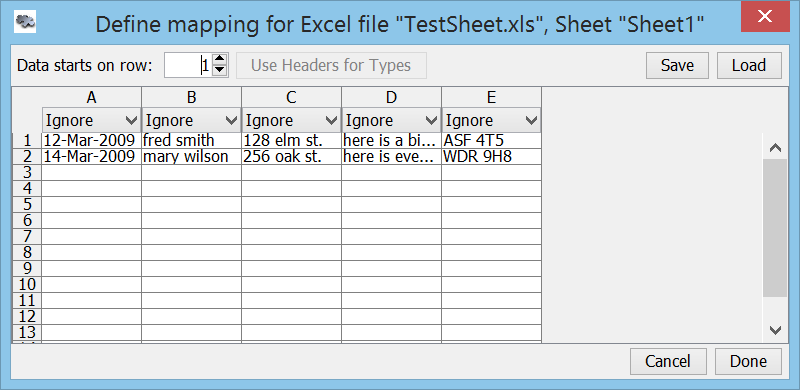 Define mapping for Excel file "TestSheet.xls", Sheet "Sheet1"
Data starts on row: 1 Use Headers for Types Save Load
A B C D E
Ignore Ignore Ignore Ignore Ignore
1 12-Mar-2009 fred smith 128 elm st. here is a bi... ASF 4T5
2 14-Mar-2009 mary wilson 256 oak st. here is eve... WDR 9H8
3
4
5
6
7
8
9
10
11
12
13
Cancel Done